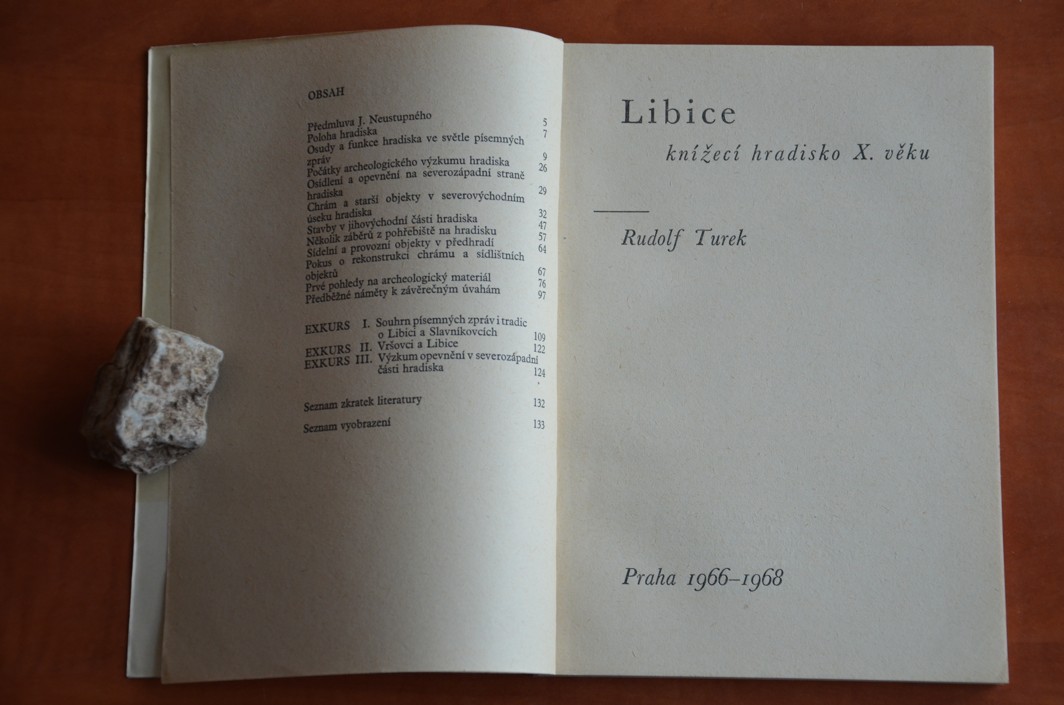 OBSAH
Předmluva J. Neustupného 5
Poloha hradiska 7
Osudy a funkce hradiska ve světle písemných
zpráv 9
Počátky archeologického výzkumu hradiska 26
Osídlení a opevnění na severozápadní straně
hradiska 29
Chrám a starší objekty v severovýchodním
úseku hradiska 32
Stavby v jihovýchodní části hradiska 47
Několik záběrů z pohřebiště na hradisku 57
Sídelní a provozní objekty v předhradí 64
Pokus o rekonstrukci chrámu a sídlištních
objektů 67
Prvé pohledy na archeologický materiál 76
Předběžné náměty k závěrečným úvahám 97
EXKURS I. Souhrn písemných zpráv i tradic
o Libici a Slavníkovcích 109
EXKURS II. Vršovci a Libice 122
EXKURS III. Výzkum opevnění v severozápadní
části hradiska 124
Seznam zkratek literatury 132
Seznam vyobrazení 133
Libice
knížecí hradisko X. věku
Rudolf Turek
Praha 1966–1968